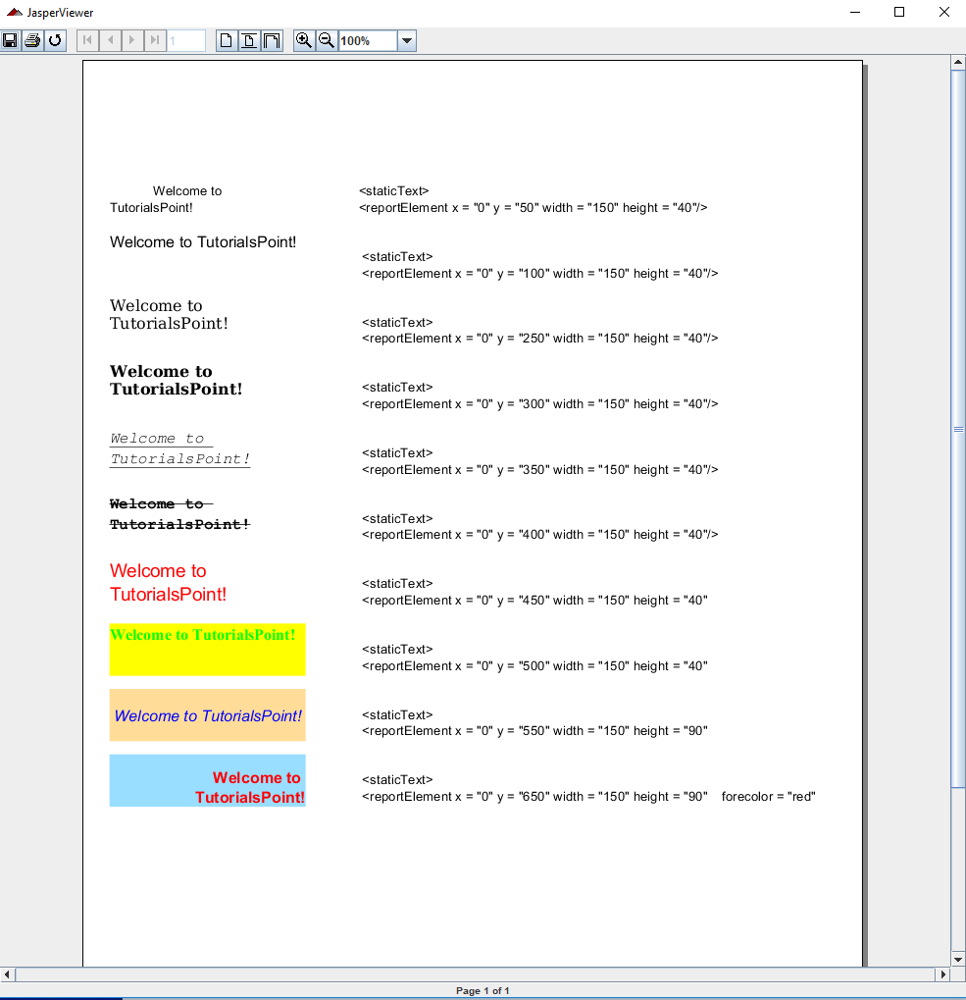 JasperViewer
1
100%
Welcome to
TutorialsPoint!
<staticText>
<reportElement x = "0" y = "50" width = "150" height = "40"/>
Welcome to TutorialsPoint!
<staticText>
<reportElement x = "0" y = "100" width = "150" height = "40"/>
Welcome to
TutorialsPoint!
<staticText>
<reportElement x = "0" y = "250" width = "150" height = "40"/>
Welcome to
TutorialsPoint!
<staticText>
<reportElement x = "0" y = "300" width = "150" height = "40"/>
Welcome to
TutorialsPoint!
<staticText>
<reportElement x = "0" y = "350" width = "150" height = "40"/>
Welcome to
TutorialsPoint!
<staticText>
<reportElement x = "0" y = "400" width = "150" height = "40"/>
Welcome to
TutorialsPoint!
<staticText>
<reportElement x = "0" y = "450" width = "150" height = "40"
Welcome to TutorialsPoint!
<staticText>
<reportElement x = "0" y = "500" width = "150" height = "40"
Welcome to TutorialsPoint!
<staticText>
<reportElement x = "0" y = "550" width = "150" height = "90"
Welcome to
TutorialsPoint!
<staticText>
<reportElement x = "0" y = "650" width = "150" height = "90" forecolor = "red"
Page 1 of 1